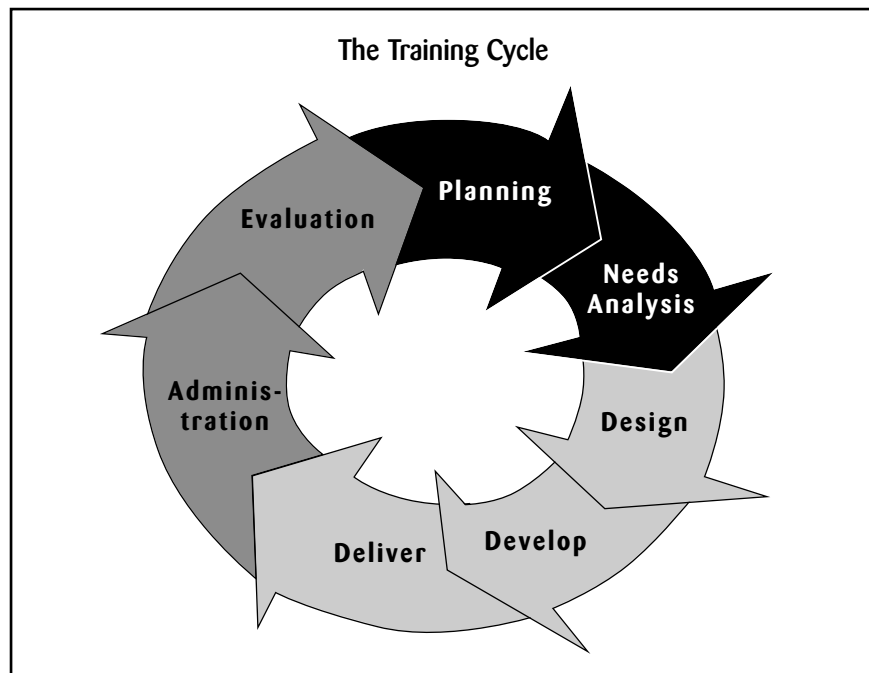 The Training Cycle
Planning
Needs
Analysis
Design
Develop
Deliver
Adminis-
tration
Evaluation